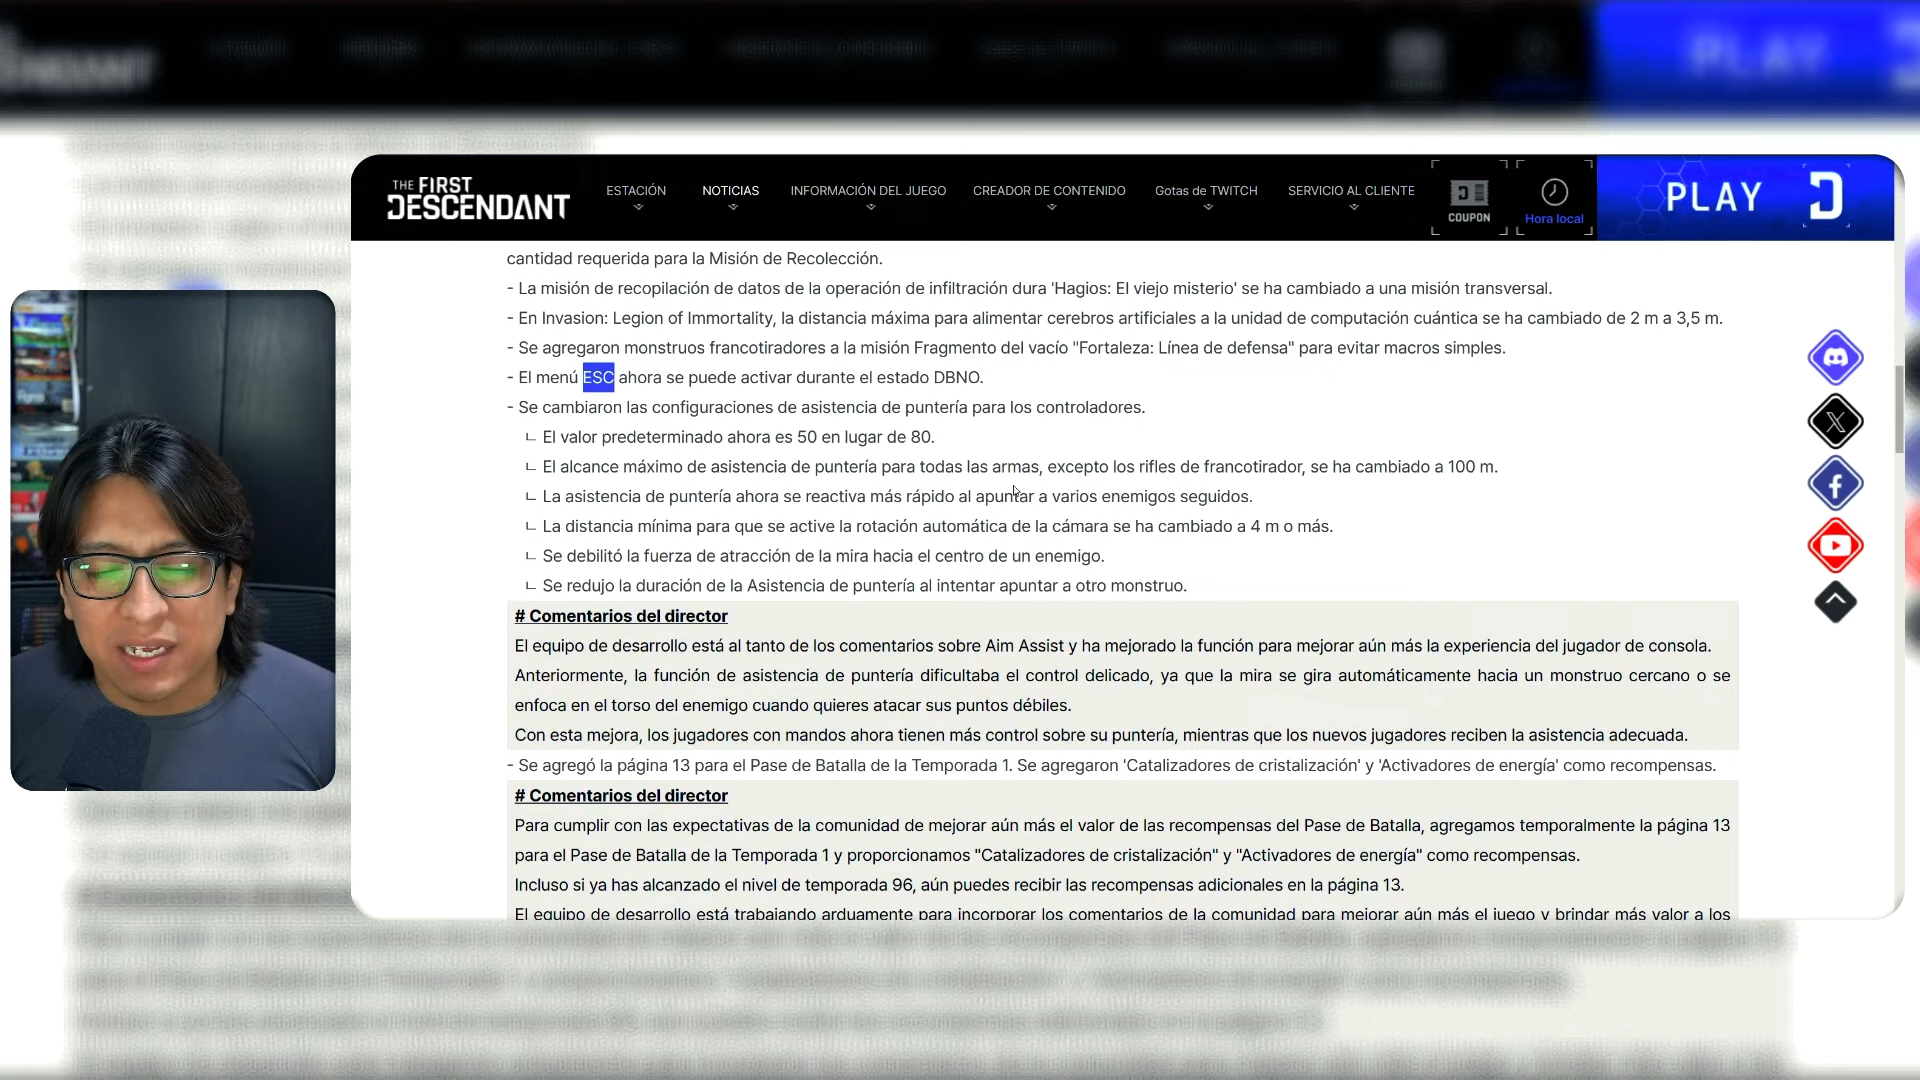 THE FIRST
DESCENDANT
ESTACIÓN
NOTICIAS
INFORMACIÓN DEL JUEGO
CREADOR DE CONTENIDO
Gotas de TWITCH
SERVICIO AL CLIENTE
COUPON
Hora local
PLAY
cantidad requerida para la Misión de Recolección.
- La misión de recopilación de datos de la operación de infiltración dura 'Hagios: El viejo misterio' se ha cambiado a una misión transversal.
- En Invasion: Legion of Immortality, la distancia máxima para alimentar cerebros artificiales a la unidad de computación cuántica se ha cambiado de 2 m a 3,5 m.
- Se agregaron monstruos francotiradores a la misión Fragmento del vacío "Fortaleza: Línea de defensa" para evitar macros simples.
- El menú ESC ahora se puede activar durante el estado DBNO.
- Se cambiaron las configuraciones de asistencia de puntería para los controladores.
ㄴ El valor predeterminado ahora es 50 en lugar de 80.
ㄴ El alcance máximo de asistencia de puntería para todas las armas, excepto los rifles de francotirador, se ha cambiado a 100 m.
ㄴ La asistencia de puntería ahora se reactiva más rápido al apuntar a varios enemigos seguidos.
ㄴ La distancia mínima para que se active la rotación automática de la cámara se ha cambiado a 4 m o más.
ㄴ Se debilitó la fuerza de atracción de la mira hacia el centro de un enemigo.
ㄴ Se redujo la duración de la Asistencia de puntería al intentar apuntar a otro monstruo.
# Comentarios del director
El equipo de desarrollo está al tanto de los comentarios sobre Aim Assist y ha mejorado la función para mejorar aún más la experiencia del jugador de consola.
Anteriormente, la función de asistencia de puntería dificultaba el control delicado, ya que la mira se gira automáticamente hacia un monstruo cercano o se
enfoca en el torso del enemigo cuando quieres atacar sus puntos débiles.
Con esta mejora, los jugadores con mandos ahora tienen más control sobre su puntería, mientras que los nuevos jugadores reciben la asistencia adecuada.
- Se agregó la página 13 para el Pase de Batalla de la Temporada 1. Se agregaron 'Catalizadores de cristalización' y 'Activadores de energía' como recompensas.
# Comentarios del director
Para cumplir con las expectativas de la comunidad de mejorar aún más el valor de las recompensas del Pase de Batalla, agregamos temporalmente la página 13
para el Pase de Batalla de la Temporada 1 y proporcionamos "Catalizadores de cristalización" y "Activadores de energía" como recompensas.
Incluso si ya has alcanzado el nivel de temporada 96, aún puedes recibir las recompensas adicionales en la página 13.
El equipo de desarrollo está trabajando arduamente para incorporar los comentarios de la comunidad para mejorar aún más el juego y brindar más valor a los